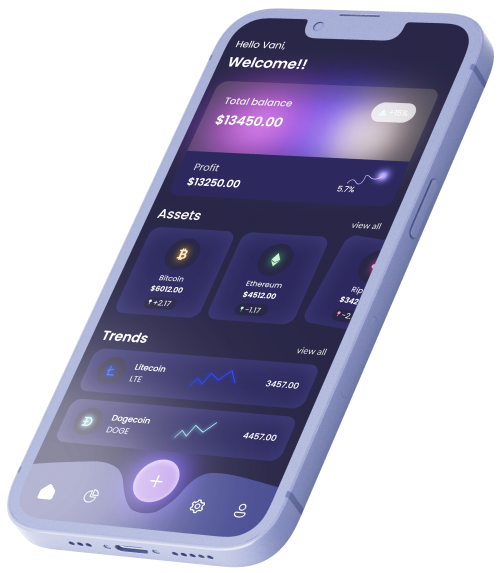 Hello Vani,
Welcome!!
Total balance
$13450.00
+15%
Profit
$13250.00
5.7%
Assets
view all
Bitcoin
$6012.00
+2,17
Ethereum
$4512.00
-1,17
Rip
$342
-2
Trends
view all
Litecoin
LTE
3457.00
Dogecoin
DOGE
4457.00